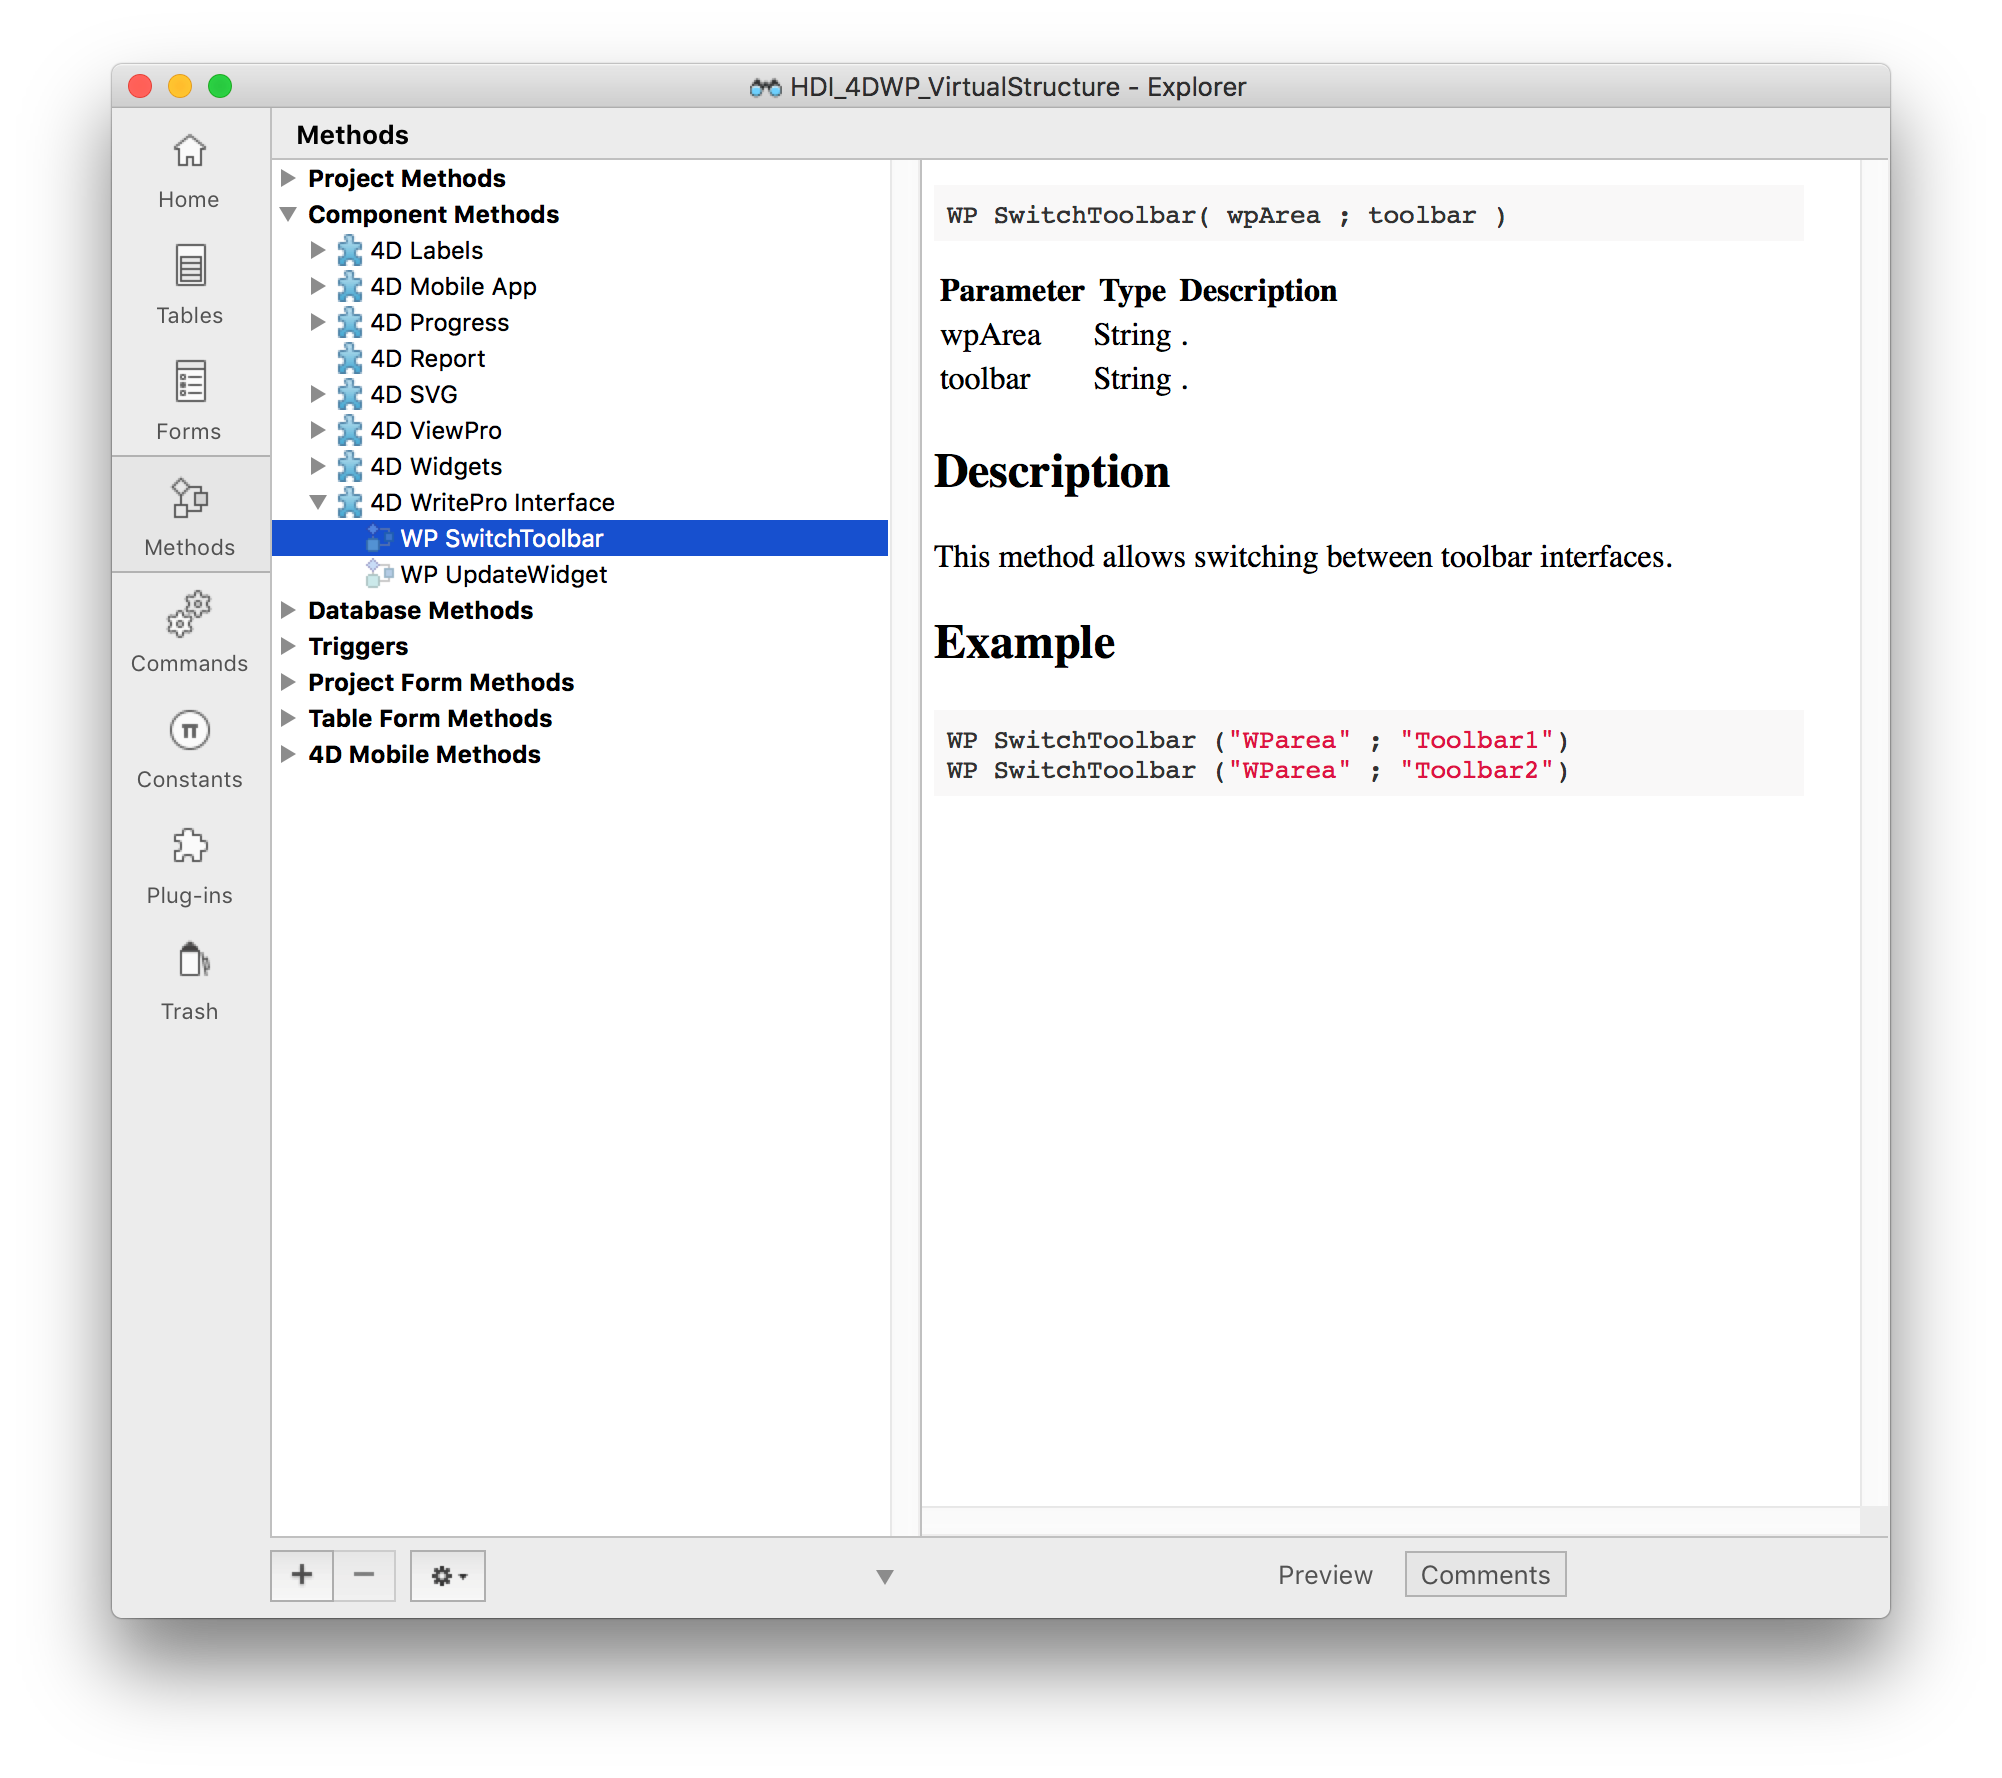 HDI_4DWP_VirtualStructure - Explorer
Home
Tables
Forms
Methods
Commands
Constants
Plug-ins
Trash
Methods
Project Methods
Component Methods
4D Labels
4D Mobile App
4D Progress
4D Report
4D SVG
4D ViewPro
4D Widgets
4D WritePro Interface
WP SwitchToolbar
WP UpdateWidget
Database Methods
Triggers
Project Form Methods
Table Form Methods
4D Mobile Methods
WP SwitchToolbar( wpArea ; toolbar )
Parameter Type Description
wpArea String .
toolbar String .
Description
This method allows switching between toolbar interfaces.
Example
WP SwitchToolbar ("WParea" ; "Toolbar1")
WP SwitchToolbar ("WParea" ; "Toolbar2")
Preview Comments